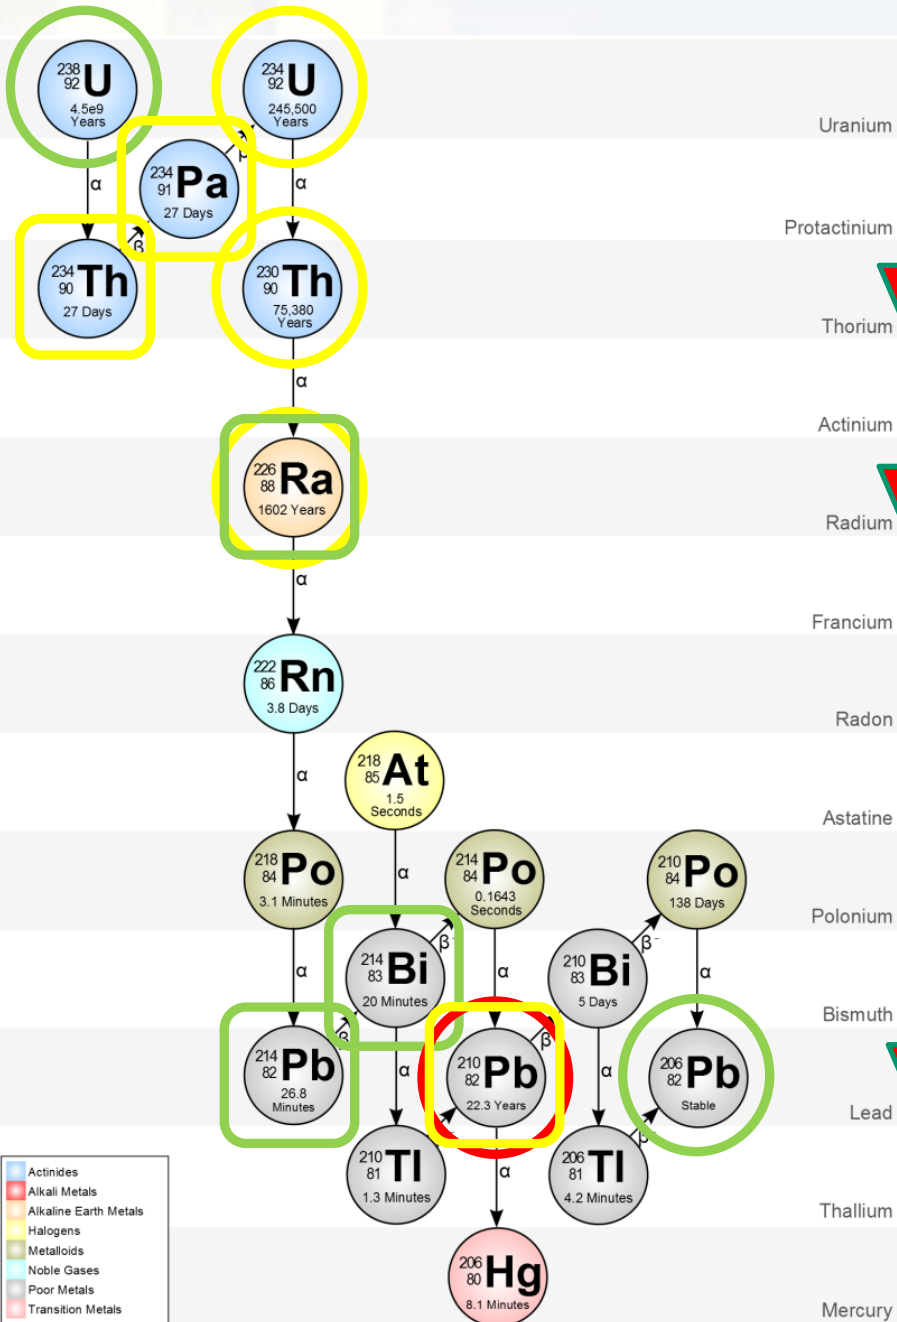 238
92 U
4.5e9
Years
234
92 U
245,500
Years
Uranium
α
β
α
234
91 Pa
27 Days
Protactinium
β
234
90 Th
27 Days
230
90 Th
75,380
Years
Thorium
α
Actinium
226
88 Ra
1602 Years
Radium
α
Francium
222
86 Rn
3.8 Days
Radon
α
218
85 At
1.5
Seconds
Astatine
218
84 Po
3.1 Minutes
α
214
84 Po
0.1643
Seconds
210
84 Po
138 Days
Polonium
α
214
83 Bi
20 Minutes
β-
α
210
83 Bi
5 Days
β-
α
Bismuth
214
82 Pb
26.8
Minutes
β
α
210
82 Pb
22.3 Years
β
α
206
82 Pb
Stable
Lead
210
81 Tl
1.3 Minutes
α
206
81 Tl
4.2 Minutes
β
Thallium
206
80 Hg
8.1 Minutes
Mercury
Actinides
Alkali Metals
Alkaline Earth Metals
Halogens
Metalloids
Noble Gases
Poor Metals
Transition Metals